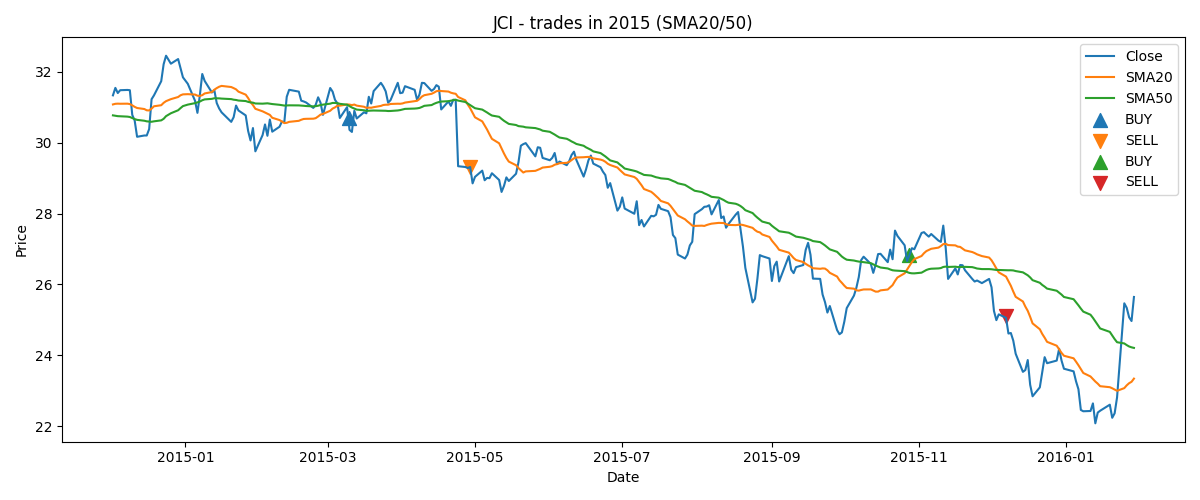 JCI - trades in 2015 (SMA20/50)
Close
SMA20
SMA50
BUY
SELL
BUY
SELL
Price
32
30
28
26
24
22
2015-01
2015-03
2015-05
2015-07
2015-09
2015-11
2016-01
Date